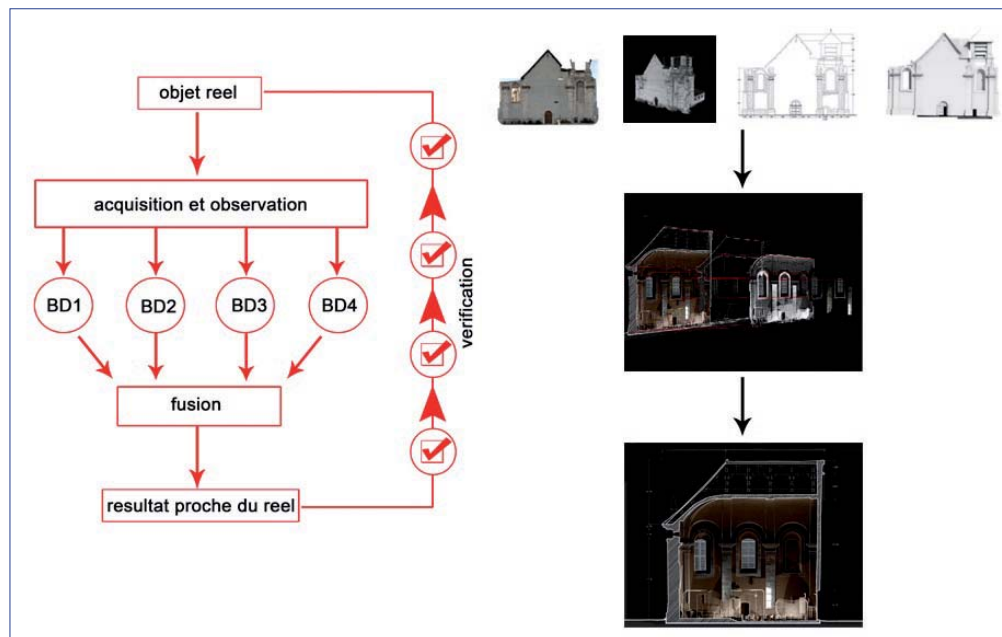 objet reel
acquisition et observation
BD1 BD2 BD3 BD4
fusion
resultat proche du reel
verification